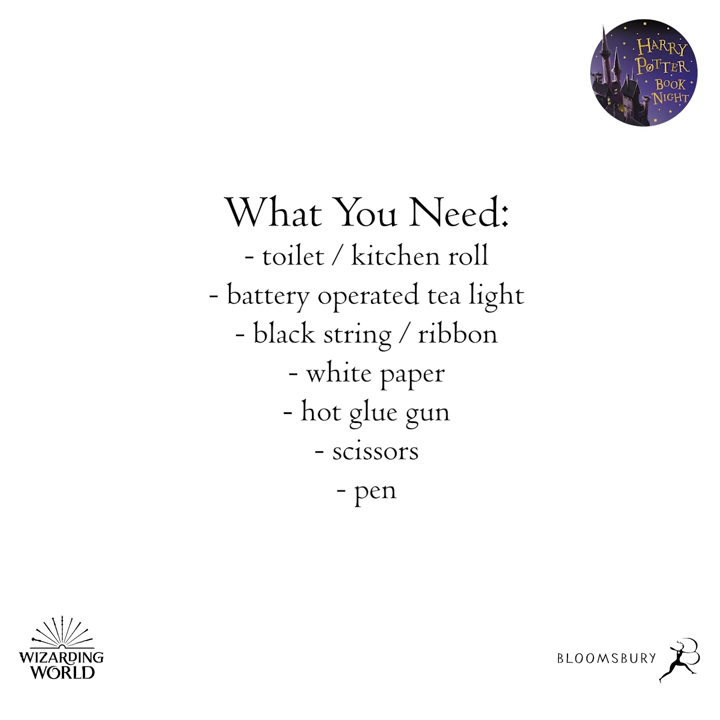 HARRY
POTTER
BOOK
NIGHT
What You Need:
- toilet / kitchen roll
- battery operated tea light
- black string / ribbon
- white paper
- hot glue gun
- scissors
- pen
WIZARDING
WORLD
BLOOMSBURY